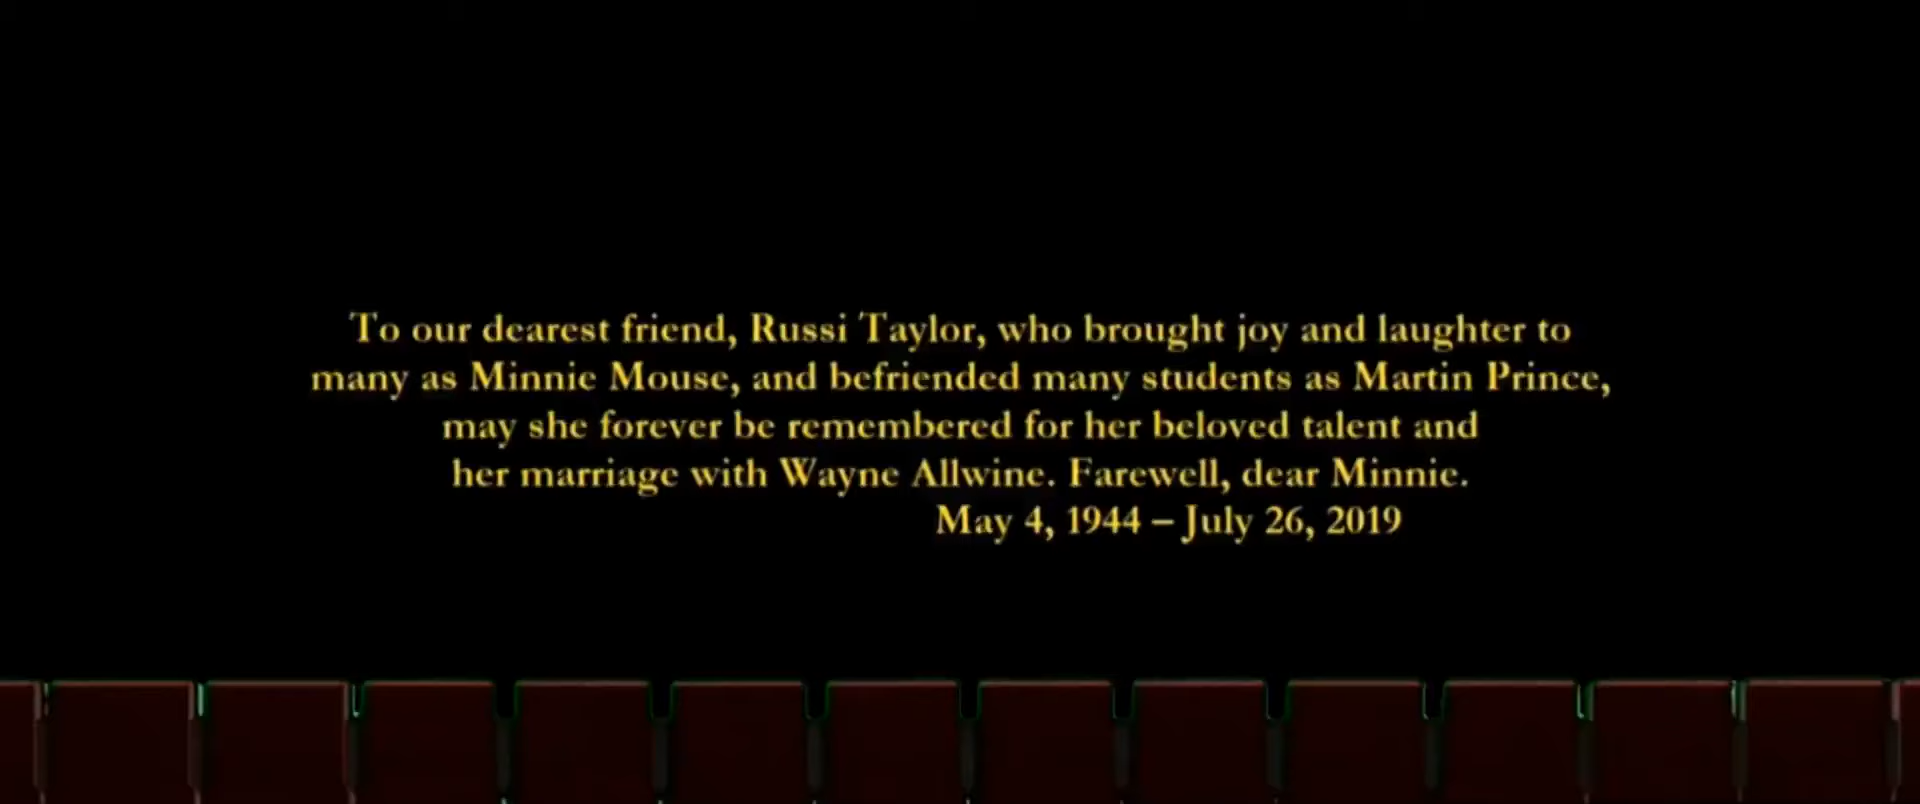 To our dearest friend, Russi Taylor, who brought joy and laughter to
many as Minnie Mouse, and befriended many students as Martin Prince,
may she forever be remembered for her beloved talent and
her marriage with Wayne Allwine. Farewell, dear Minnie.
May 4, 1944 – July 26, 2019